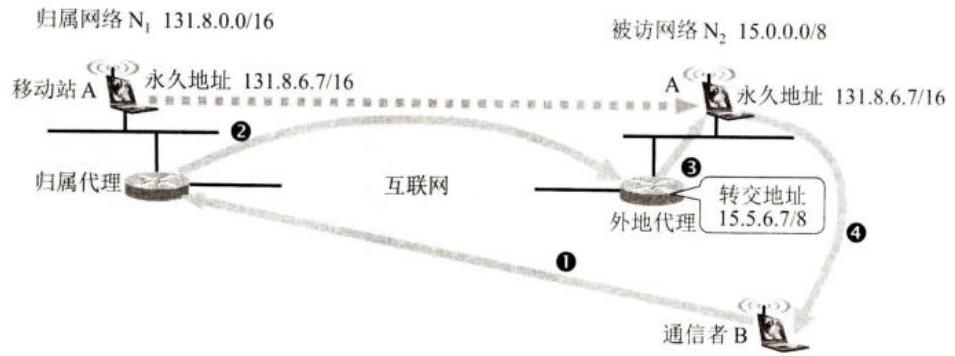 归属网络 N₁ 131.8.0.0/16
被访网络 N₂ 15.0.0.0/8
移动站 A
永久地址 131.8.6.7/16
A
永久地址 131.8.6.7/16
❷
归属代理
互联网
❸
外地代理
转交地址
15.5.6.7/8
❹
❶
通信者 B